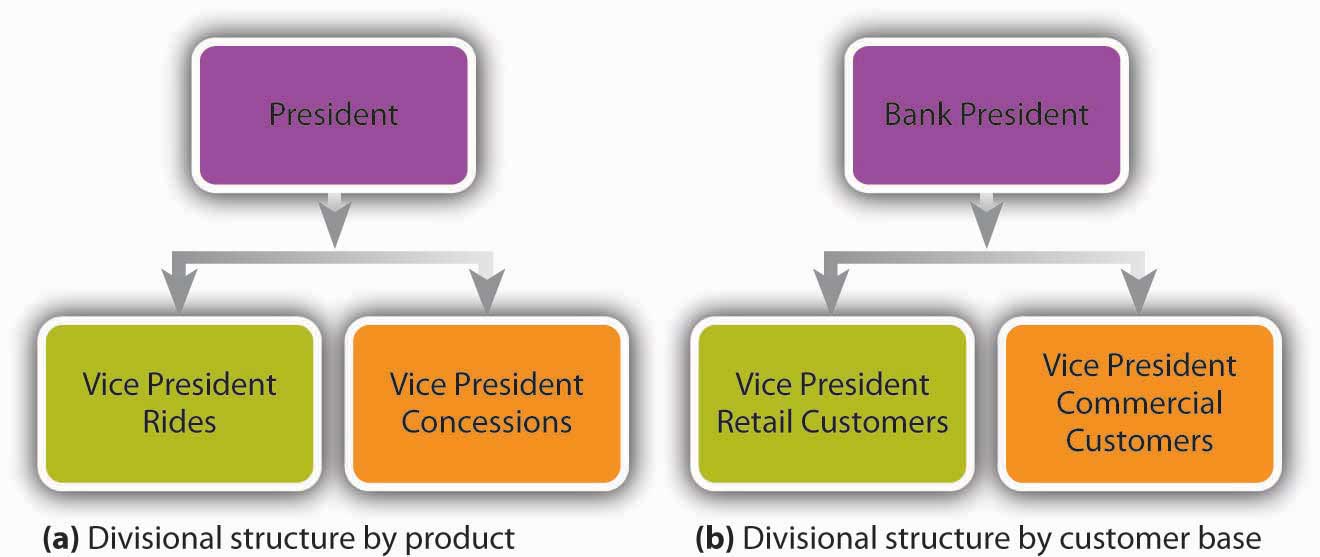 President
Vice President
Rides
Vice President
Concessions
(a) Divisional structure by product
Bank President
Vice President
Retail Customers
Vice President
Commercial
Customers
(b) Divisional structure by customer base